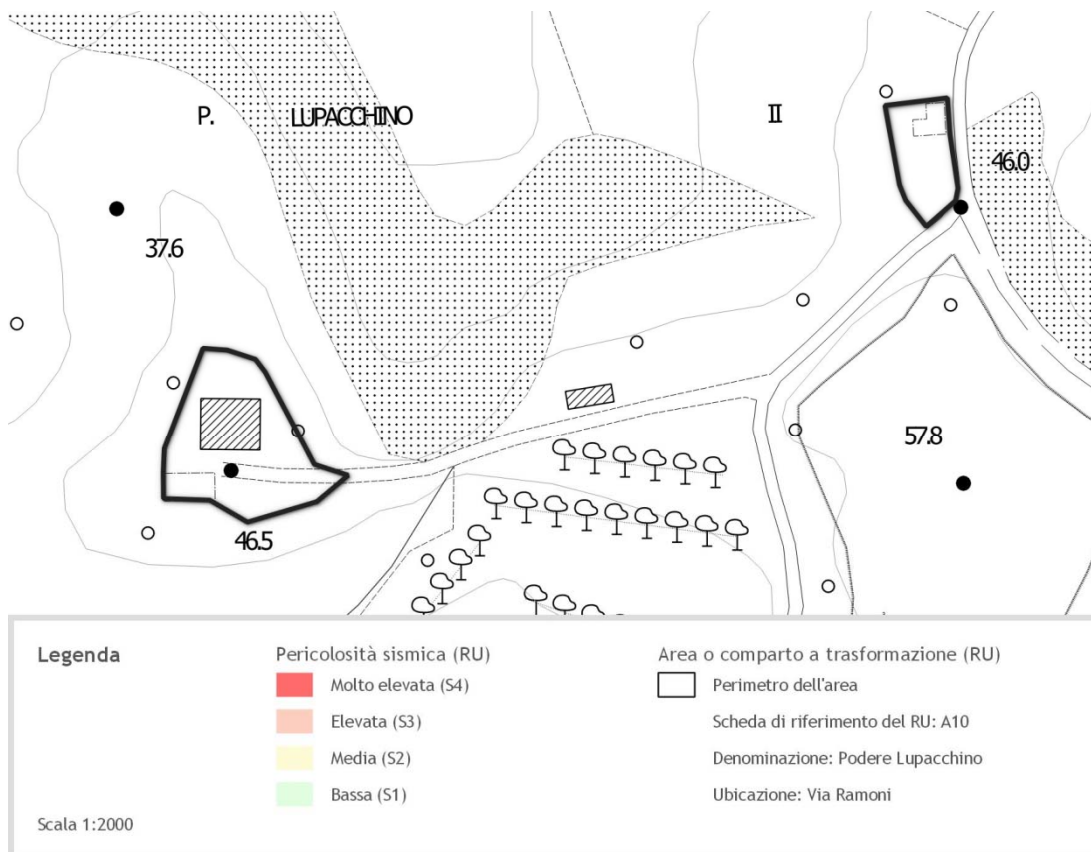 P. LUPACCHINO II
46.0
37.6
57.8
46.5
Legenda
Pericolosità sismica (RU)
Molto elevata (S4)
Elevata (S3)
Media (S2)
Bassa (S1)
Area o comparto a trasformazione (RU)
Perimetro dell'area
Scheda di riferimento del RU: A10
Denominazione: Podere Lupacchino
Ubicazione: Via Ramoni
Scala 1:2000